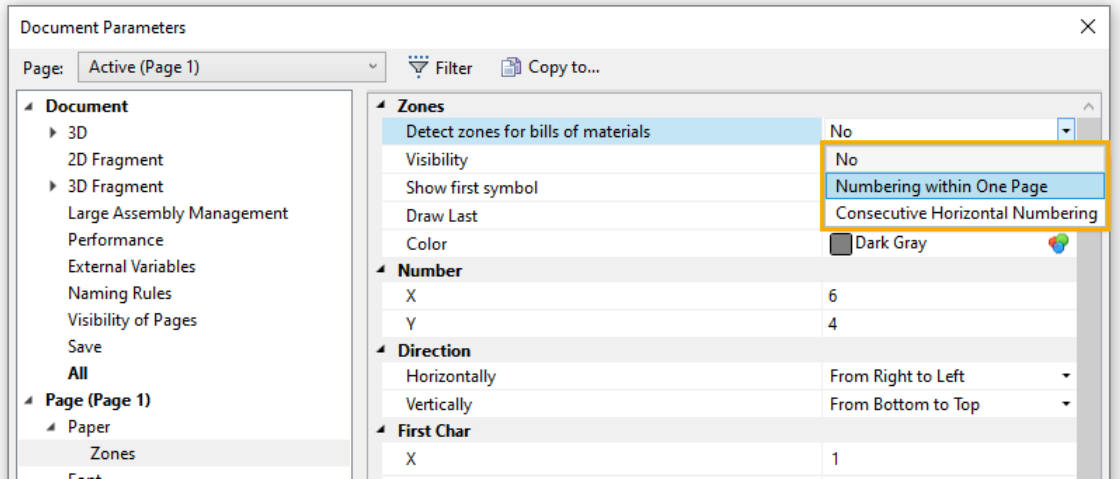 Document Parameters
Page: Active (Page 1) Filter Copy to...
Document
3D
2D Fragment
3D Fragment
Large Assembly Management
Performance
External Variables
Naming Rules
Visibility of Pages
Save
All
Page (Page 1)
Paper
Zones
Font
Zones
Detect zones for bills of materials No
Visibility
Show first symbol
Draw Last
Color Dark Gray
No
Numbering within One Page
Consecutive Horizontal Numbering
Number
X 6
Y 4
Direction
Horizontally From Right to Left
Vertically From Bottom to Top
First Char
X 1